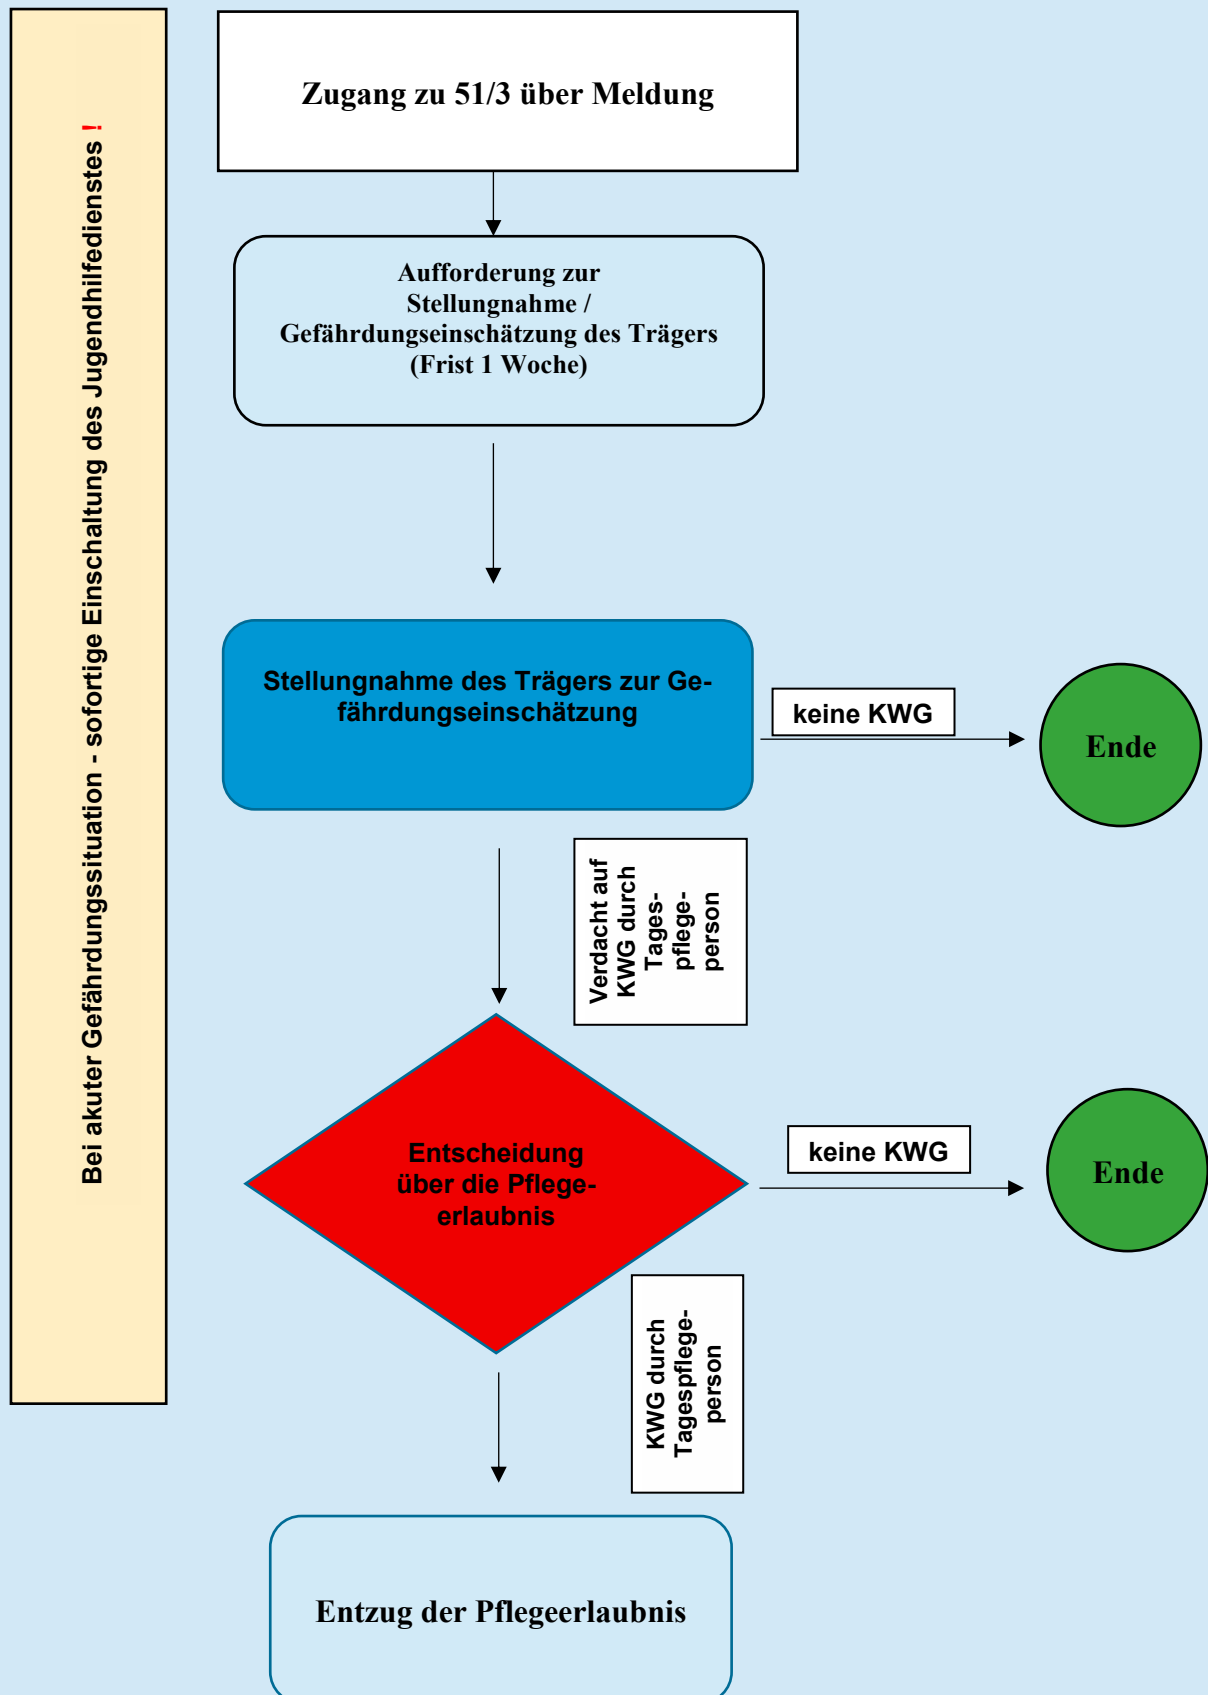 Bei akuter Gefährdungssituation - sofortige Einschaltung des Jugendhilfedienstes !
Zugang zu 51/3 über Meldung
Aufforderung zur
Stellungnahme /
Gefährdungseinschätzung des Trägers
(Frist 1 Woche)
Stellungnahme des Trägers zur Ge-
fährdungseinschätzung
keine KWG
Ende
Verdacht auf
KWG durch
Tages-
pflege-
person
Entscheidung
über die Pflege-
erlaubnis
keine KWG
Ende
KWG durch
Tagespflege-
person
Entzug der Pflegeerlaubnis